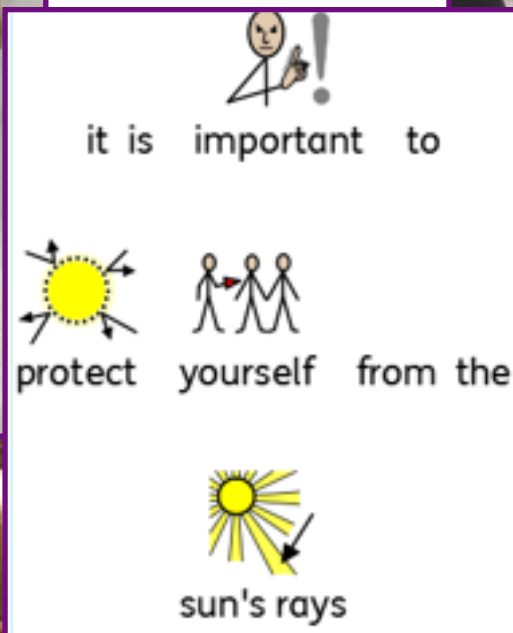 it is important to
protect yourself from the
sun's rays